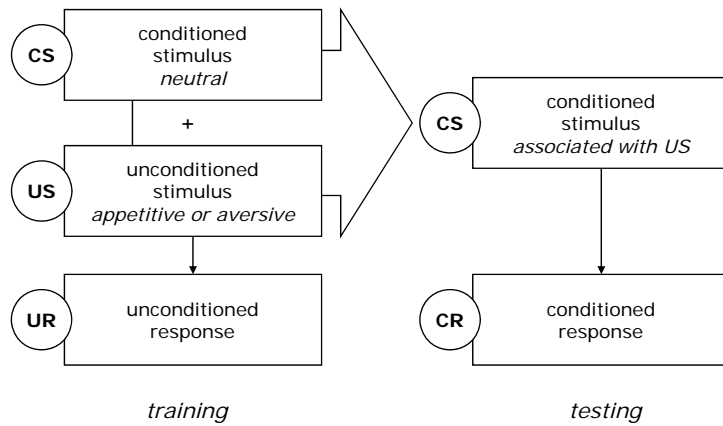 CS
conditioned
stimulus
neutral
+
US
unconditioned
stimulus
appetitive or aversive
UR
unconditioned
response
training
CS
conditioned
stimulus
associated with US
CR
conditioned
response
testing